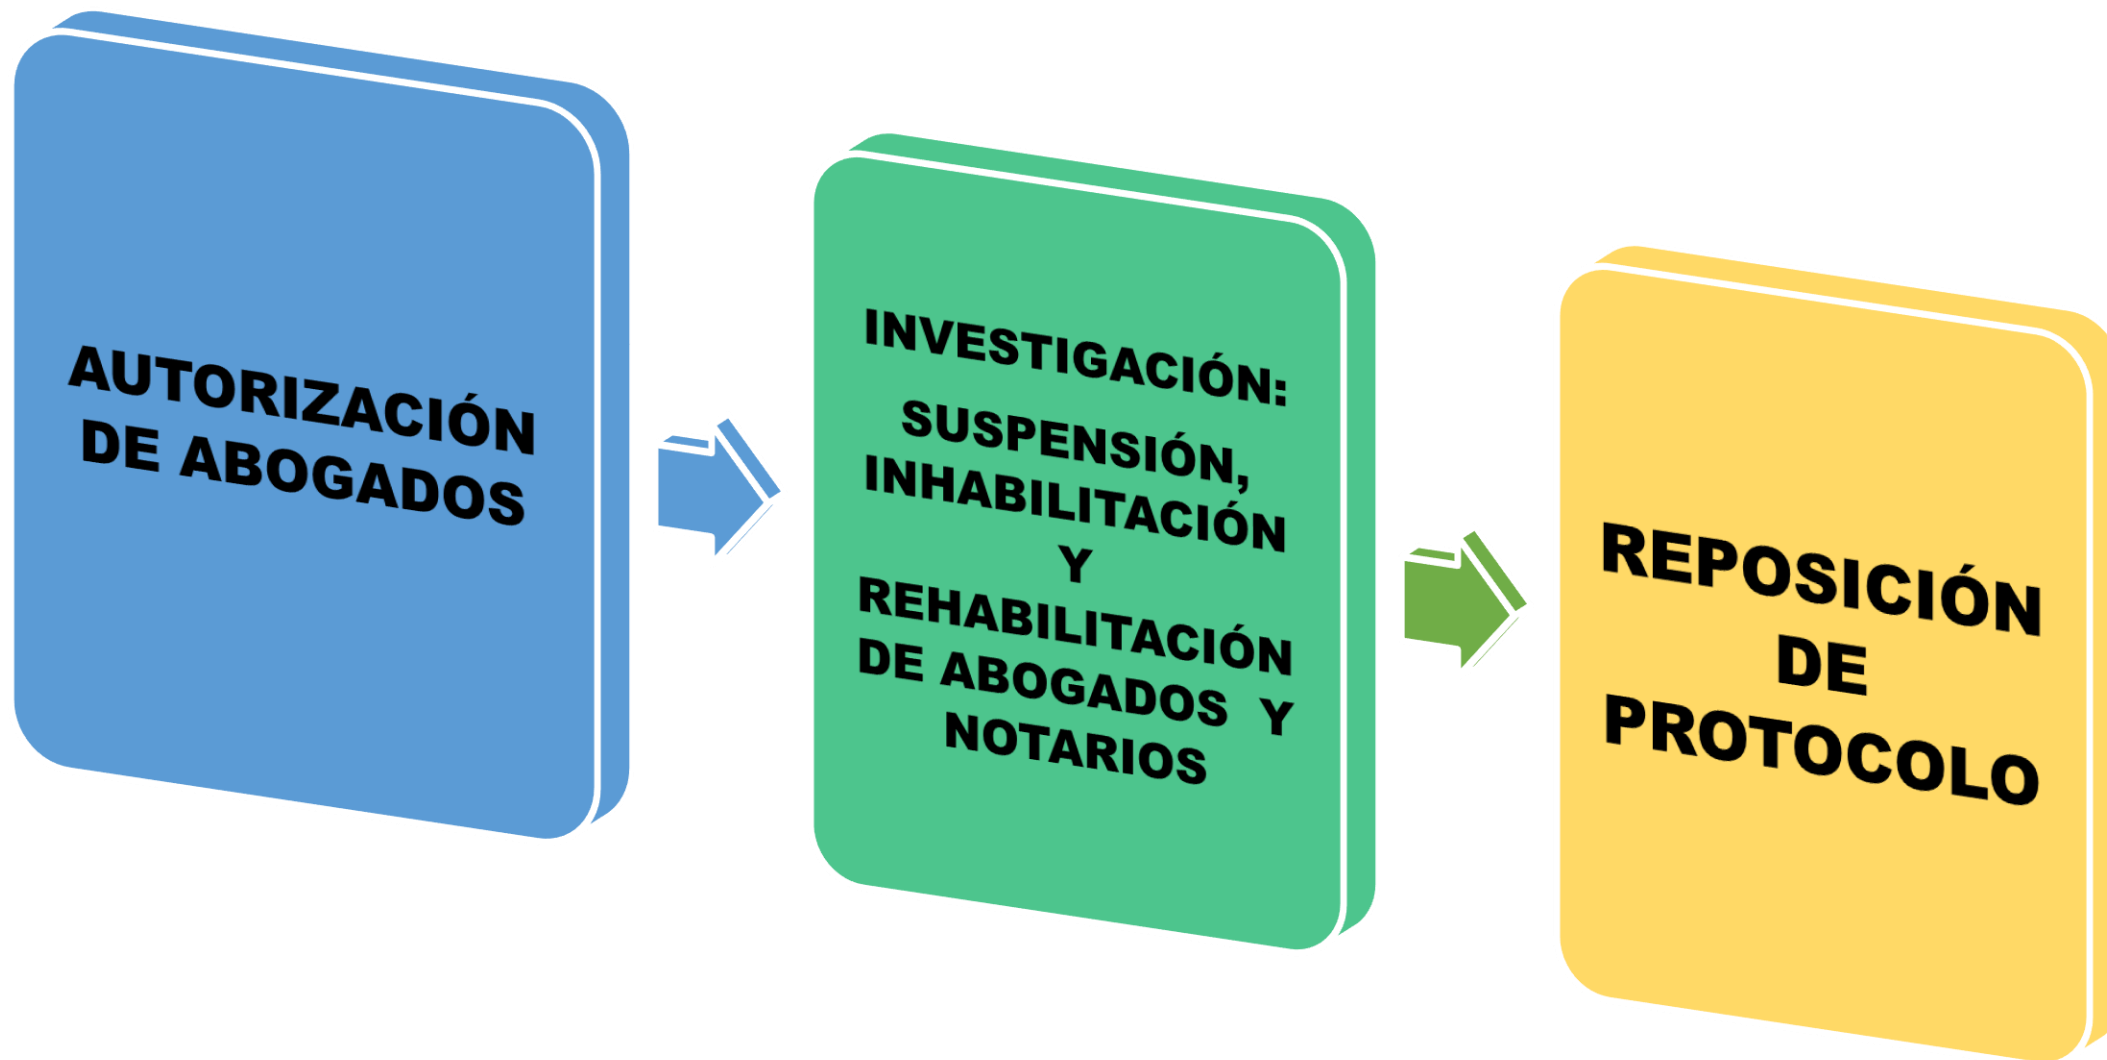 AUTORIZACIÓN
DE ABOGADOS
INVESTIGACIÓN:
SUSPENSIÓN,
INHABILITACIÓN
Y
REHABILITACIÓN
DE ABOGADOS Y
NOTARIOS
REPOSICIÓN
DE
PROTOCOLO